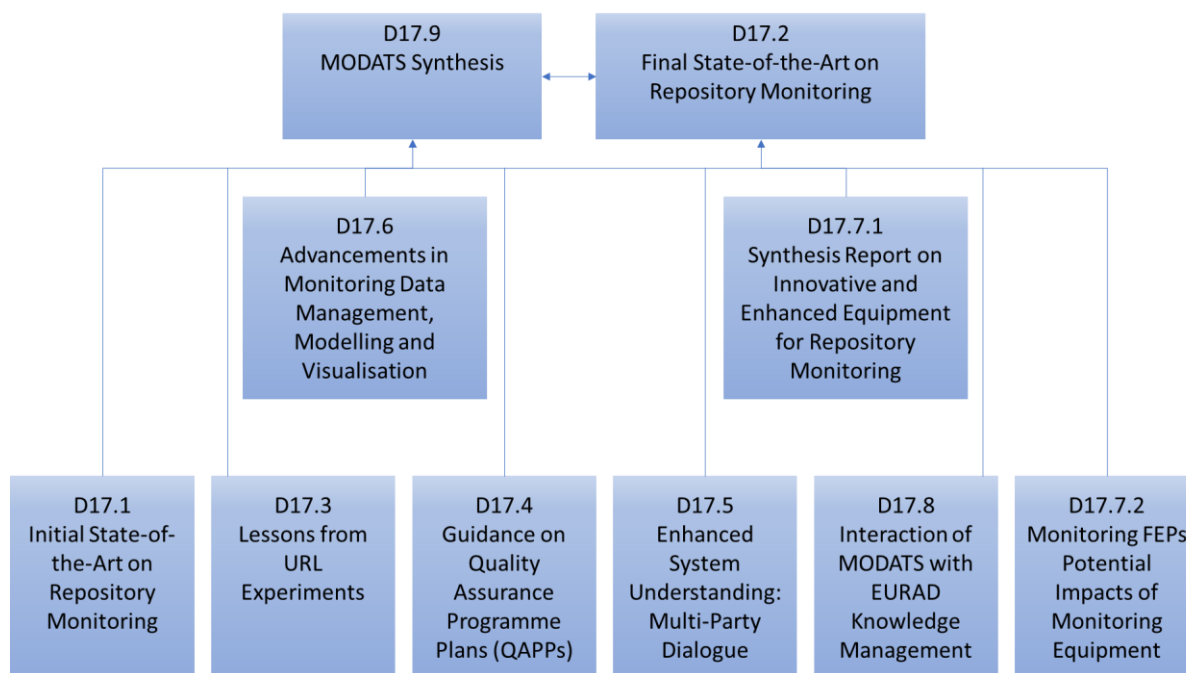 D17.9
MODATS Synthesis
D17.2
Final State-of-the-Art on
Repository Monitoring
D17.6
Advancements in
Monitoring Data
Management,
Modelling and
Visualisation
D17.7.1
Synthesis Report on
Innovative and
Enhanced Equipment
for Repository
Monitoring
D17.1
Initial State-of-
the-Art on
Repository
Monitoring
D17.3
Lessons from
URL
Experiments
D17.4
Guidance on
Quality
Assurance
Programme
Plans (QAPPs)
D17.5
Enhanced
System
Understanding:
Multi-Party
Dialogue
D17.8
Interaction of
MODATS with
EURAD
Knowledge
Management
D17.7.2
Monitoring FEPs
Potential
Impacts of
Monitoring
Equipment